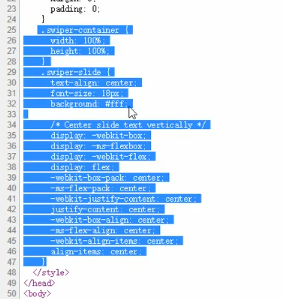 23 padding: 0;
24 }
25 .swiper-container {
26 width: 100%;
27 height: 100%;
28 }
29 .swiper-slide {
30 text-align: center;
31 font-size: 18px;
32 background: #fff;
33
34 /* Center slide text vertically */
35 display: -webkit-box;
36 display: -ms-flexbox;
37 display: -webkit-flex;
38 display: flex;
39 -webkit-box-pack: center;
40 -ms-flex-pack: center;
41 -webkit-justify-content: center;
42 justify-content: center;
43 -webkit-box-align: center;
44 -ms-flex-align: center;
45 -webkit-align-items: center;
46 align-items: center;
47 }
48 </style>
49 </head>
50 <body>